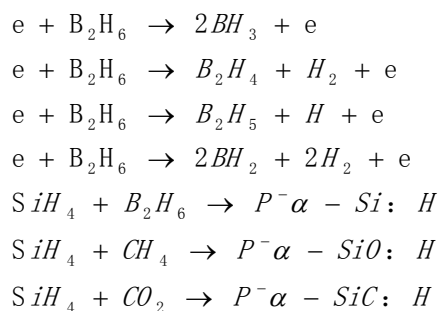 e + B₂H₆ → 2BH₃ + e
e + B₂H₆ → B₂H₄ + H₂ + e
e + B₂H₆ → B₂H₅ + H + e
e + B₂H₆ → 2BH₂ + 2H₂ + e
SiH₄ + B₂H₆ → P⁻α − Si: H
SiH₄ + CH₄ → P⁻α − SiO: H
SiH₄ + CO₂ → P⁻α − SiC: H